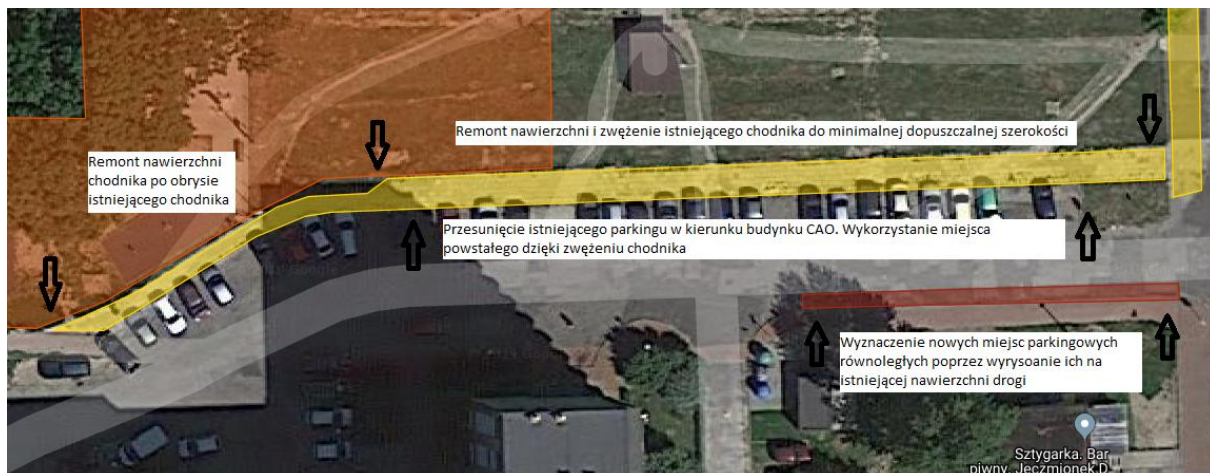 Remont nawierzchni i zwężenie istniejącego chodnika do minimalnej dopuszczalnej szerokości
Remont nawierzchni
chodnika po obrysie
istniejącego chodnika
Przesunięcie istniejącego parkingu w kierunku budynku CAO. Wykorzystanie miejsca
powstałego dzięki zwężeniu chodnika
Wyznaczenie nowych miejsc parkingowych
równoległych poprzez wyrysoanie ich na
istniejącej nawierzchni drogi
Sztygarka. Bar
piwny. Jęczmionek D.